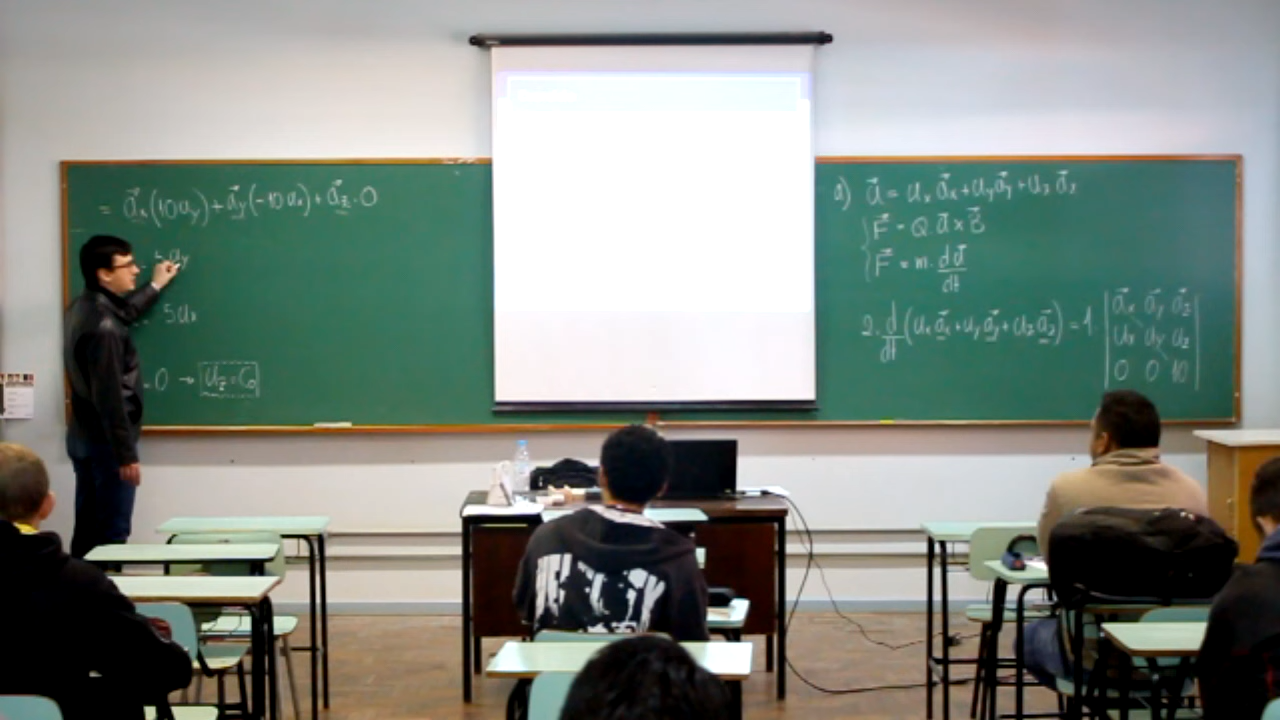 = a⃗x(10uy)+a⃗y(-10ux)+a⃗z·0
5uy
5ux
=0 → Uz=C0
a) u⃗ = ux a⃗x+uy a⃗y+uz a⃗z
F⃗ = Q.u⃗×B⃗
F⃗ = m. du⃗/dt
2. d/dt (ux a⃗x+uy a⃗y+uz a⃗z) = 1. | a⃗x a⃗y a⃗z |
| ux uy uz |
| 0 0 10 |